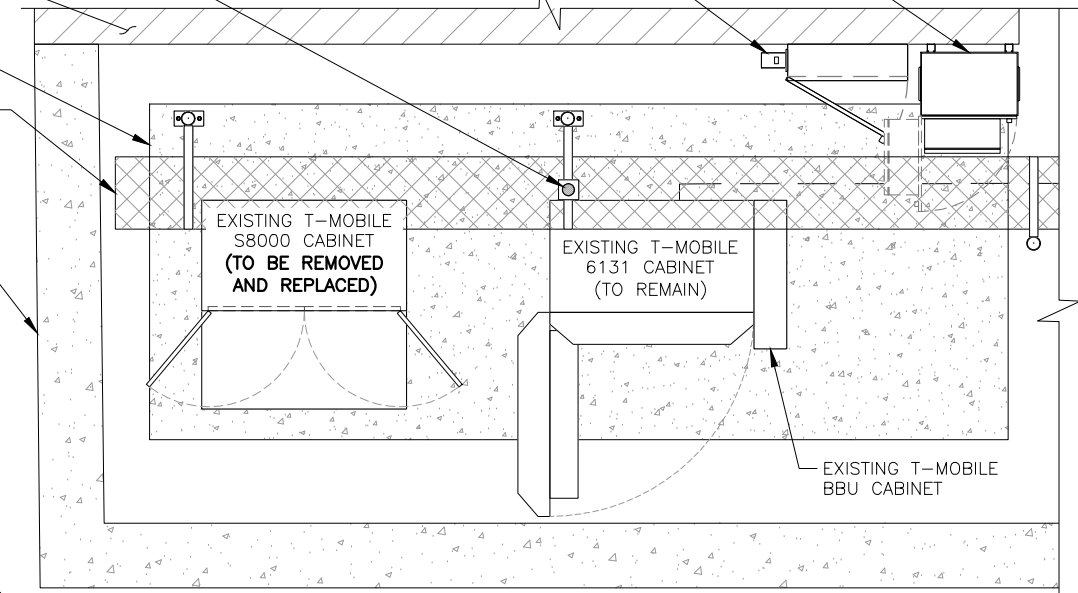 EXISTING T-MOBILE
S8000 CABINET
(TO BE REMOVED
AND REPLACED)
EXISTING T-MOBILE
6131 CABINET
(TO REMAIN)
EXISTING T-MOBILE
BBU CABINET